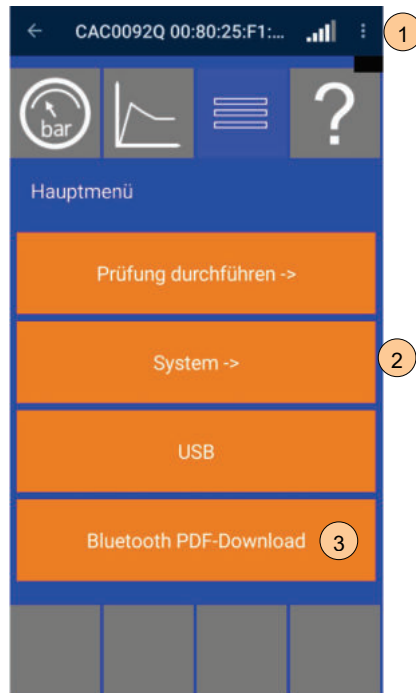 CAC0092Q 00:80:25:F1:...
1
bar
?
Hauptmenü
Prüfung durchführen ->
System ->
2
USB
Bluetooth PDF-Download
3